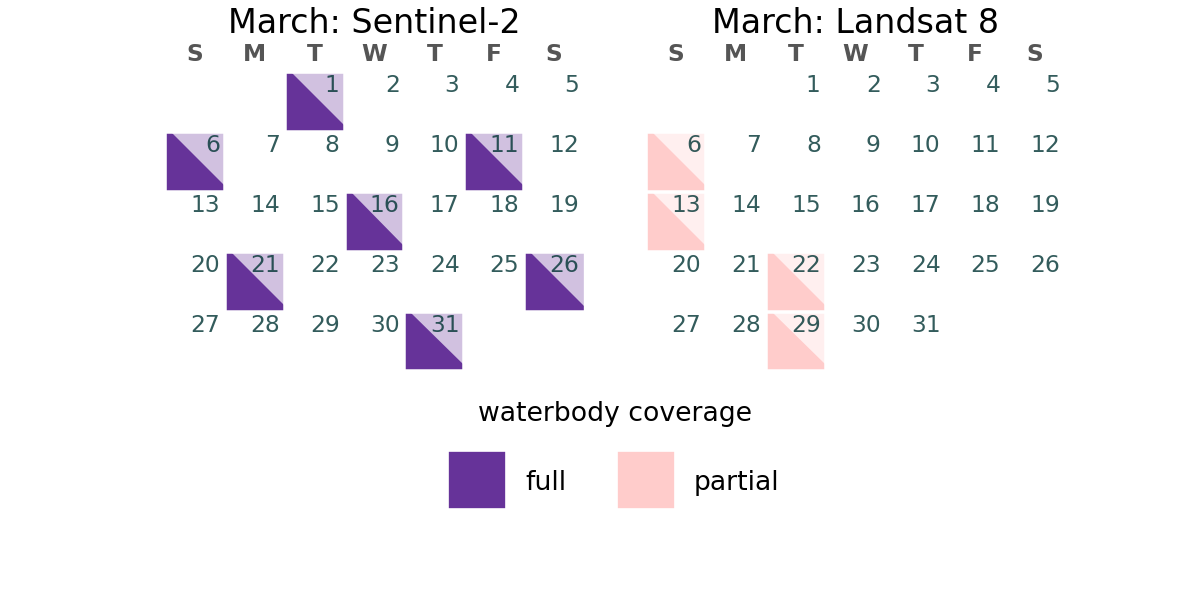 March: Sentinel-2
S M T W T F S
1 2 3 4 5
6 7 8 9 10 11 12
13 14 15 16 17 18 19
20 21 22 23 24 25 26
27 28 29 30 31
March: Landsat 8
S M T W T F S
1 2 3 4 5
6 7 8 9 10 11 12
13 14 15 16 17 18 19
20 21 22 23 24 25 26
27 28 29 30 31
waterbody coverage
full
partial